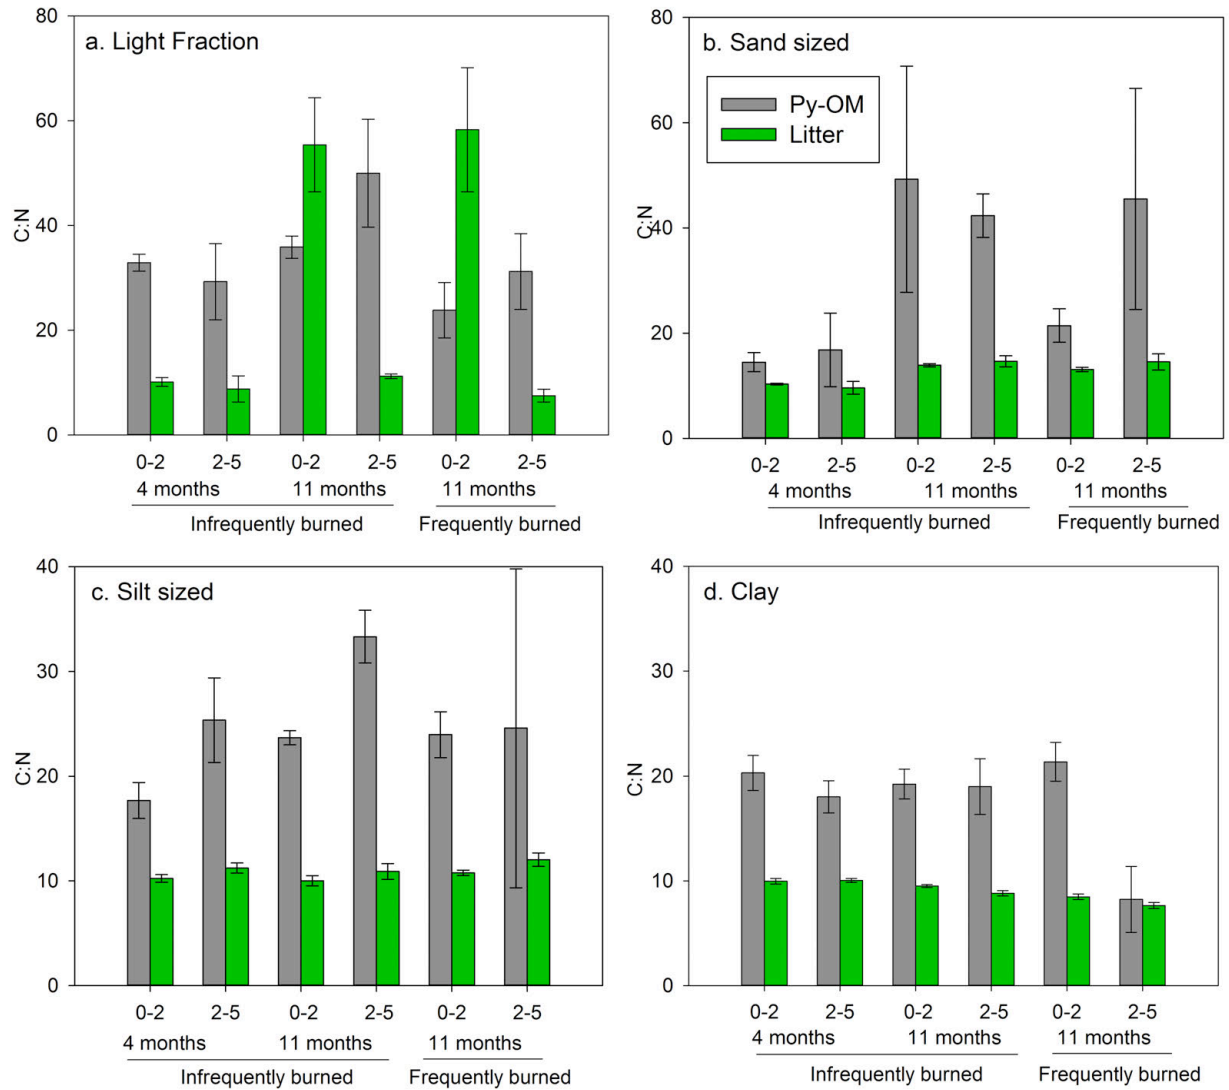 a. Light Fraction
80
60
40
20
0
C:N
0-2 2-5 0-2 2-5 0-2 2-5
4 months 11 months 11 months
Infrequently burned Frequently burned
b. Sand sized
Py-OM
Litter
80
60
40
20
0
C:N
0-2 2-5 0-2 2-5 0-2 2-5
4 months 11 months 11 months
Infrequently burned Frequently burned
c. Silt sized
40
30
20
10
0
C:N
0-2 2-5 0-2 2-5 0-2 2-5
4 months 11 months 11 months
Infrequently burned Frequently burned
d. Clay
40
30
20
10
0
C:N
0-2 2-5 0-2 2-5 0-2 2-5
4 months 11 months 11 months
Infrequently burned Frequently burned